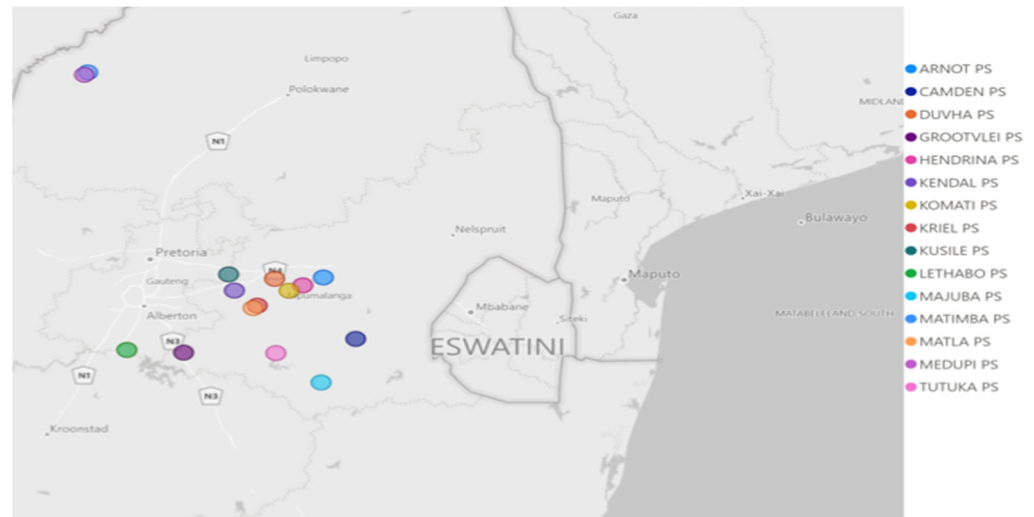 Gaza
Limpopo
Polokwane
MIDLAN
N1
Maputo
Xai-Xai
Bulawayo
Nelspruit
Pretoria
N4
Maputo
Gauteng
pumalanga
Mbabane
Siteki
Alberton
MATABELELAND SOUTH
N3
ESWATINI
N1
N3
Kroonstad
ARNOT PS
CAMDEN PS
DUVHA PS
GROOTVLEI PS
HENDRINA PS
KENDAL PS
KOMATI PS
KRIEL PS
KUSILE PS
LETHABO PS
MAJUBA PS
MATIMBA PS
MATLA PS
MEDUPI PS
TUTUKA PS